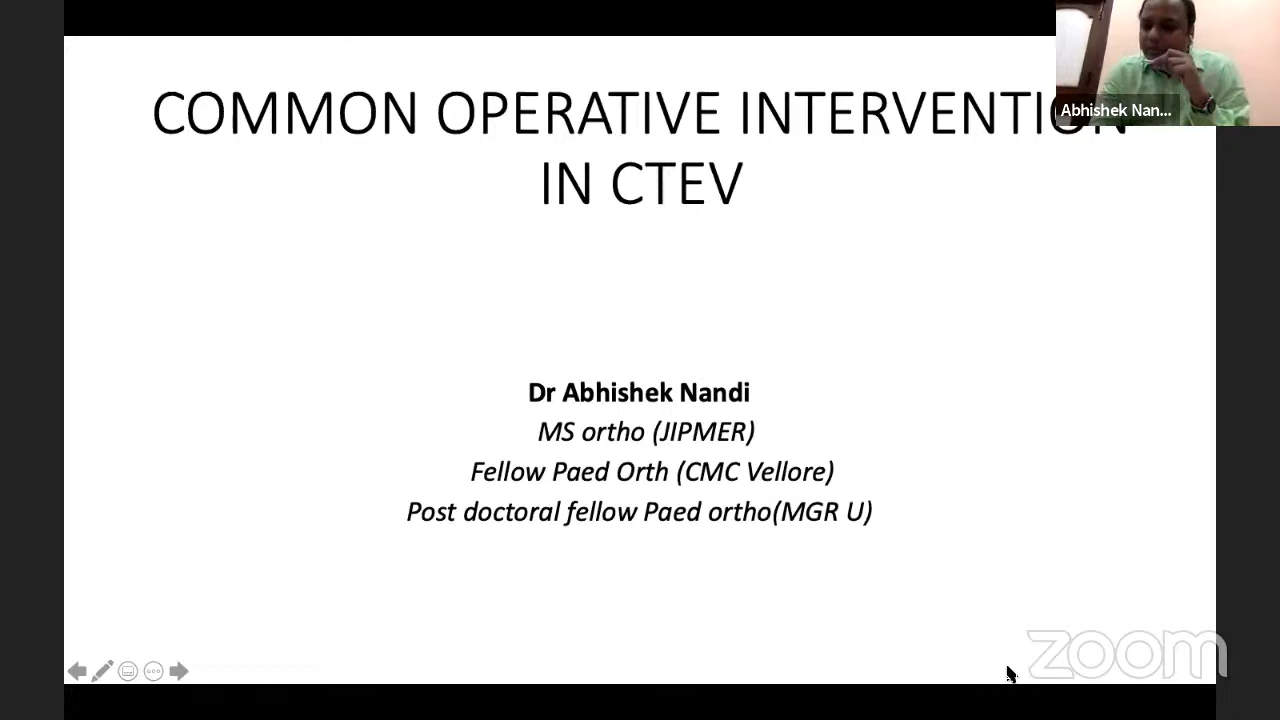 COMMON OPERATIVE INTERVENTION
IN CTEV
Abhishek Nan...
Dr Abhishek Nandi
MS ortho (JIPMER)
Fellow Paed Orth (CMC Vellore)
Post doctoral fellow Paed ortho(MGR U)
zoom